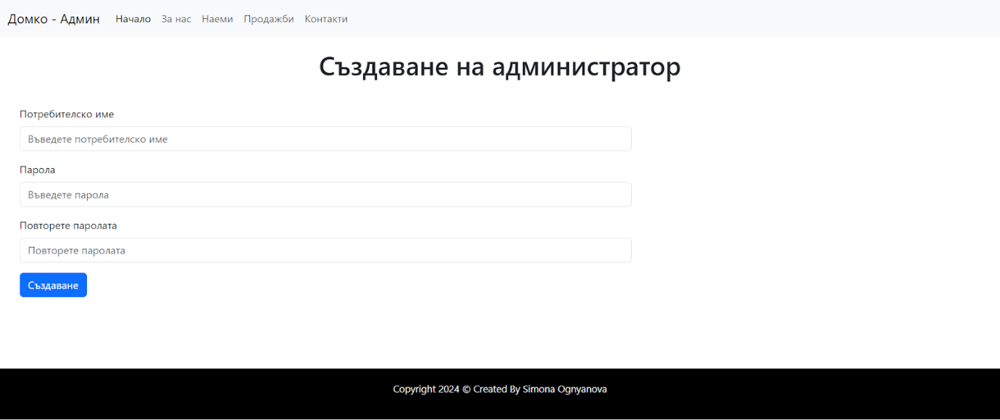 Домко - Админ Начало За нас Наеми Продажби Контакти
Създаване на администратор
Потребителско име
Въведете потребителско име
Парола
Въведете парола
Повторете паролата
Повторете паролата
Създаване
Copyright 2024 © Created By Simona Ognyanova